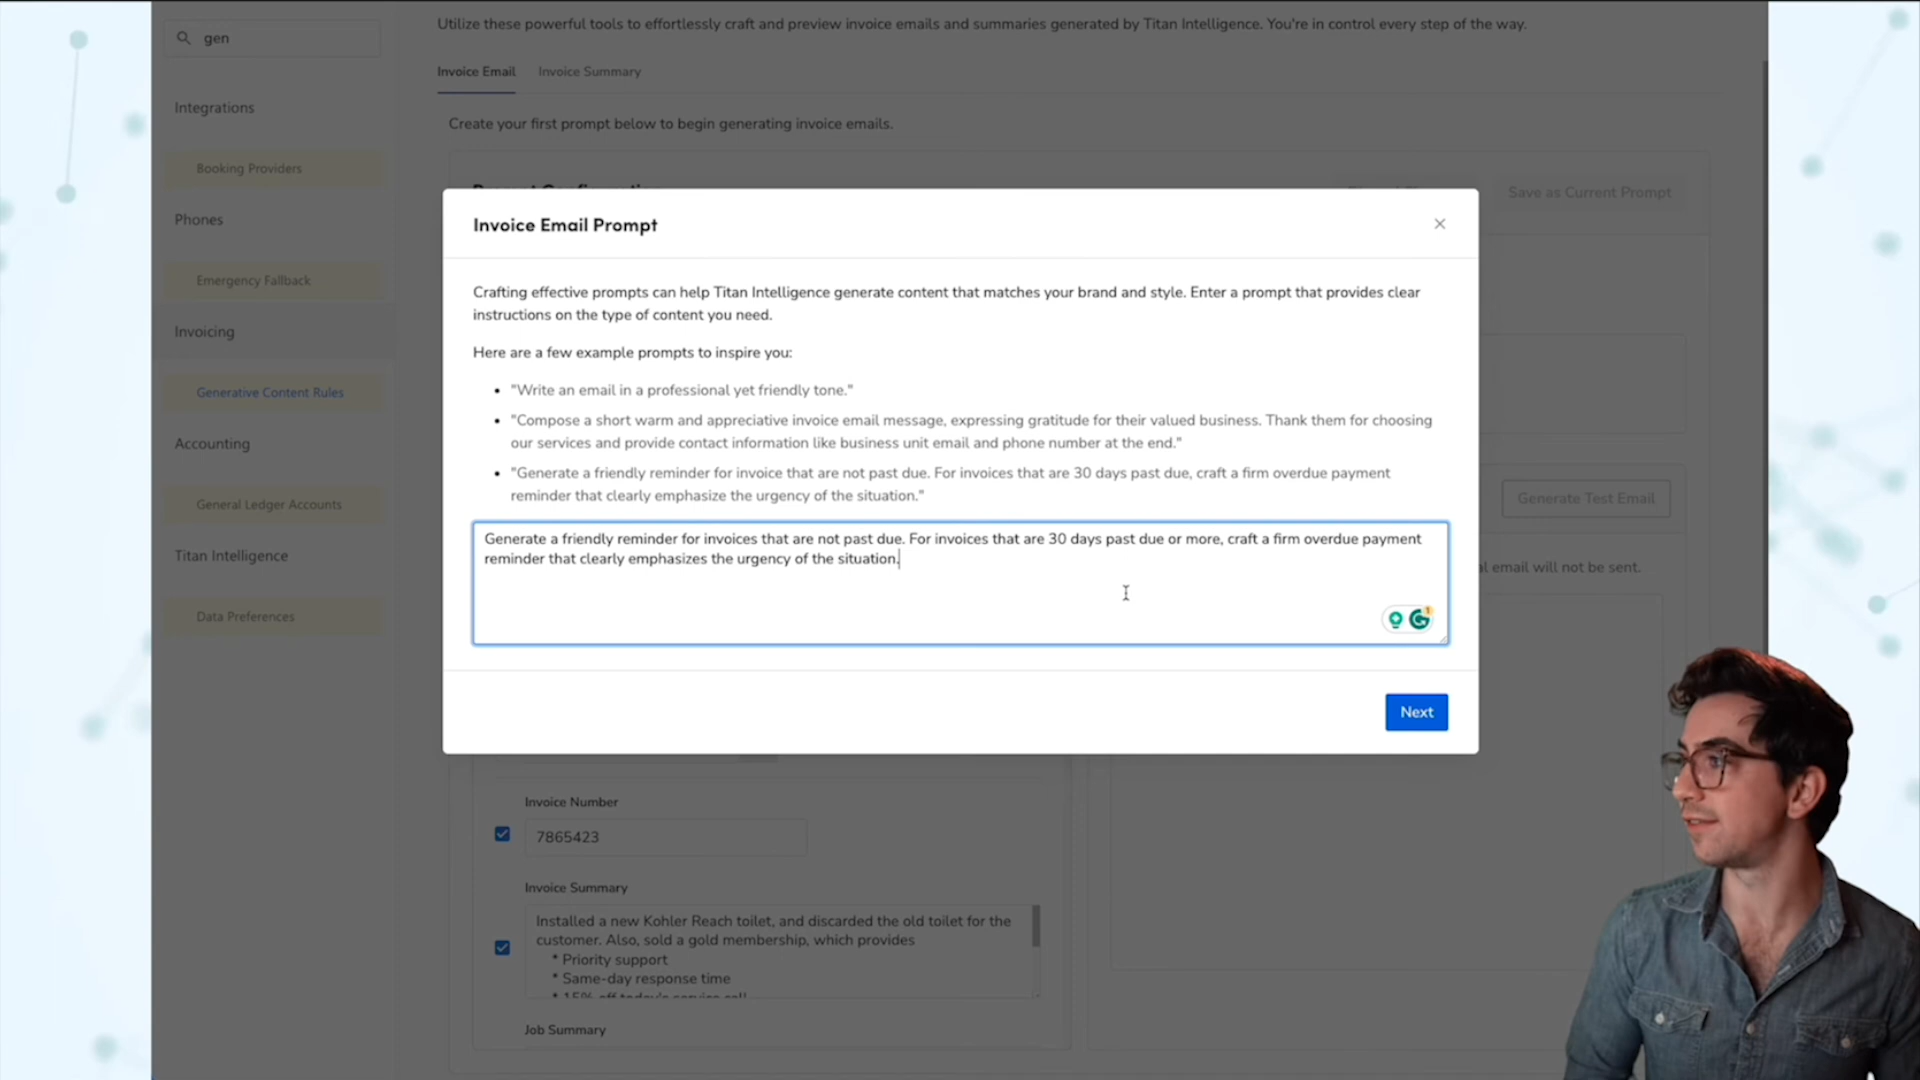 Utilize these powerful tools to effortlessly craft and preview invoice emails and summaries generated by Titan Intelligence. You're in control every step of the way.
gen
Invoice Email Invoice Summary
Integrations
Create your first prompt below to begin generating invoice emails.
Booking Providers
Save as Current Prompt
Phones
Emergency Fallback
Invoicing
Generative Content Rules
Accounting
General Ledger Accounts
Titan Intelligence
Data Preferences
Invoice Email Prompt
Crafting effective prompts can help Titan Intelligence generate content that matches your brand and style. Enter a prompt that provides clear
instructions on the type of content you need.
Here are a few example prompts to inspire you:
• "Write an email in a professional yet friendly tone."
• "Compose a short warm and appreciative invoice email message, expressing gratitude for their valued business. Thank them for choosing
our services and provide contact information like business unit email and phone number at the end."
• "Generate a friendly reminder for invoice that are not past due. For invoices that are 30 days past due, craft a firm overdue payment
reminder that clearly emphasize the urgency of the situation."
Generate a friendly reminder for invoices that are not past due. For invoices that are 30 days past due or more, craft a firm overdue payment
reminder that clearly emphasizes the urgency of the situation.
Next
Generate Test Email
email will not be sent.
Invoice Number
7865423
Invoice Summary
Installed a new Kohler Reach toilet, and discarded the old toilet for the
customer. Also, sold a gold membership, which provides
* Priority support
* Same-day response time
* 15% off today's service call
Job Summary